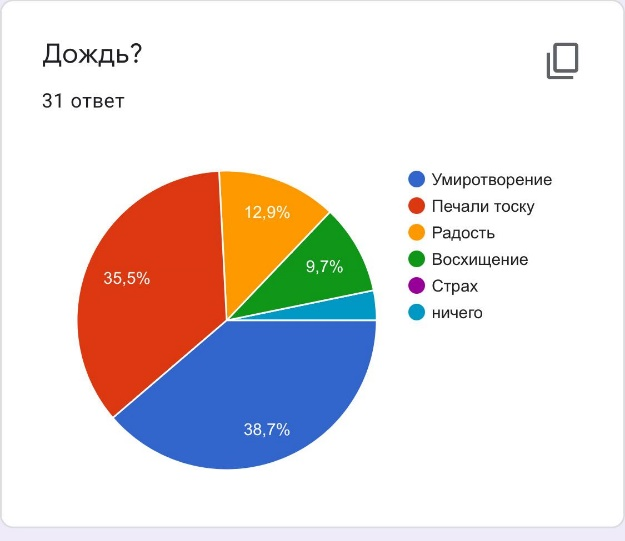 Дождь?
31 ответ
12,9%
9,7%
35,5%
38,7%
Умиротворение
Печали тоску
Радость
Восхищение
Страх
ничего